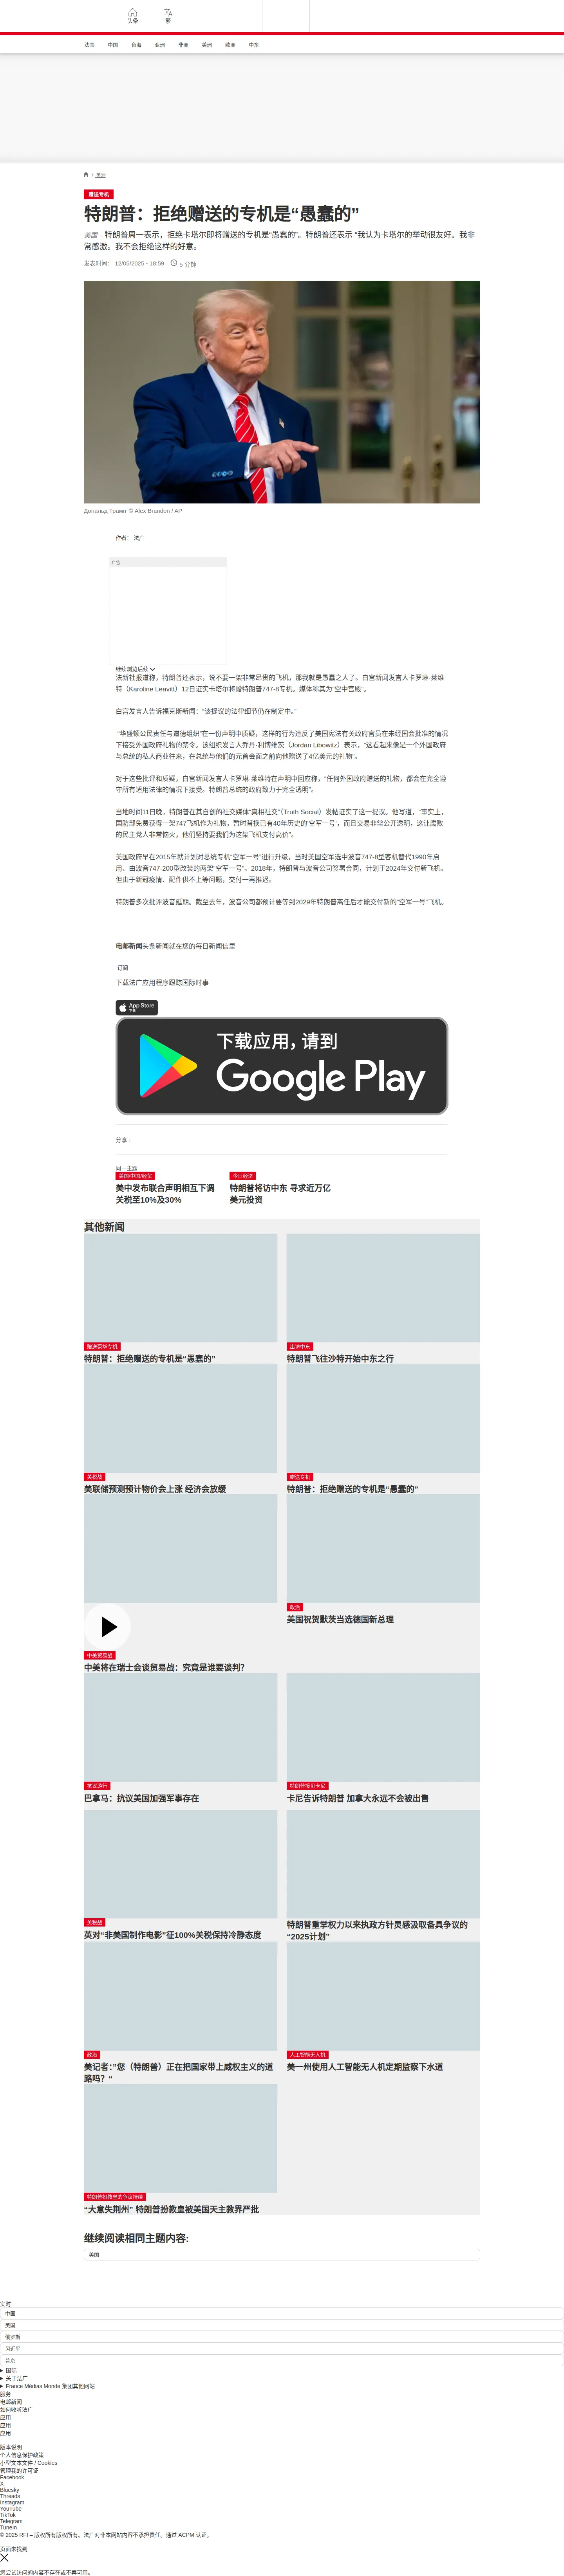 头条
繁
法国
中国
台海
亚洲
非洲
美洲
欧洲
中东
/ 美洲
赠送专机
特朗普：拒绝赠送的专机是“愚蠢的”
美国 – 特朗普周一表示，拒绝卡塔尔即将赠送的专机是“愚蠢的”。特朗普还表示 “我认为卡塔尔的举动很友好。我非
常感激。我不会拒绝这样的好意。
发表时间： 12/05/2025 - 18:59
5 分钟
Дональд Трамп © Alex Brandon / AP
作者： 法广
广告
继续浏览后续
法新社报道称，特朗普还表示，说不要一架非常昂贵的飞机，那我就是愚蠢之人了。白宫新闻发言人卡罗琳·莱维
特（Karoline Leavitt）12日证实卡塔尔将赠特朗普747-8专机。媒体称其为“空中宫殿”。
白宫发言人告诉福克斯新闻：“该提议的法律细节仍在制定中。”
“华盛顿公民责任与道德组织”在一份声明中质疑，这样的行为违反了美国宪法有关政府官员在未经国会批准的情况
下接受外国政府礼物的禁令。该组织发言人乔丹·利博维茨（Jordan Libowitz）表示，“这看起来像是一个外国政府
与总统的私人商业往来，在总统与他们的元首会面之前向他赠送了4亿美元的礼物”。
对于这些批评和质疑，白宫新闻发言人卡罗琳·莱维特在声明中回应称，“任何外国政府赠送的礼物，都会在完全遵
守所有适用法律的情况下接受。特朗普总统的政府致力于完全透明”。
当地时间11日晚，特朗普在其自创的社交媒体“真相社交”（Truth Social）发帖证实了这一提议。他写道，“事实上，
国防部免费获得一架747飞机作为礼物，暂时替换已有40年历史的‘空军一号’，而且交易非常公开透明，这让腐败
的民主党人非常恼火，他们坚持要我们为这架飞机支付高价”。
美国政府早在2015年就计划对总统专机“空军一号”进行升级，当时美国空军选中波音747-8型客机替代1990年启
用、由波音747-200型改装的两架“空军一号”。2018年，特朗普与波音公司签署合同，计划于2024年交付新飞机。
但由于新冠疫情、配件供不上等问题，交付一再推迟。
特朗普多次批评波音延期。截至去年，波音公司都预计要等到2029年特朗普离任后才能交付新的“空军一号”飞机。
电邮新闻头条新闻就在您的每日新闻信里
订阅
下载法广应用程序跟踪国际时事
App Store
下载
下载应用，请到
Google Play
分享 :
同一主题
美国/中国/经贸
美中发布联合声明相互下调
关税至10%及30%
今日经济
特朗普将访中东 寻求近万亿
美元投资
其他新闻
赠送豪华专机
特朗普：拒绝赠送的专机是“愚蠢的”
出访中东
特朗普飞往沙特开始中东之行
关税战
美联储预测预计物价会上涨 经济会放缓
赠送专机
特朗普：拒绝赠送的专机是“愚蠢的”
中美贸易战
中美将在瑞士会谈贸易战：究竟是谁要谈判？
政治
美国祝贺默茨当选德国新总理
抗议游行
巴拿马：抗议美国加强军事存在
特朗普接见卡尼
卡尼告诉特朗普 加拿大永远不会被出售
关税战
英对“非美国制作电影”征100%关税保持冷静态度
特朗普重掌权力以来执政方针灵感汲取备具争议的
“2025计划”
政治
美记者：”您（特朗普）正在把国家带上威权主义的道
路吗？“
人工智能无人机
美一州使用人工智能无人机定期监察下水道
特朗普扮教皇的争议持续
“大意失荆州” 特朗普扮教皇被美国天主教界严批
继续阅读相同主题内容:
美国
实时
中国
美国
俄罗斯
习近平
普京
国际
关于法广
France Médias Monde 集团其他网站
服务
电邮新闻
如何收听法广
应用
应用
应用
版本说明
个人信息保护政策
小型文本文件 / Cookies
管理我的许可证
Facebook
X
Bluesky
Threads
Instagram
YouTube
TikTok
Telegram
TuneIn
© 2025 RFI – 版权所有版权所有。法广对非本网站内容不承担责任。通过 ACPM 认证。
页面未找到
您尝试访问的内容不存在或不再可用。